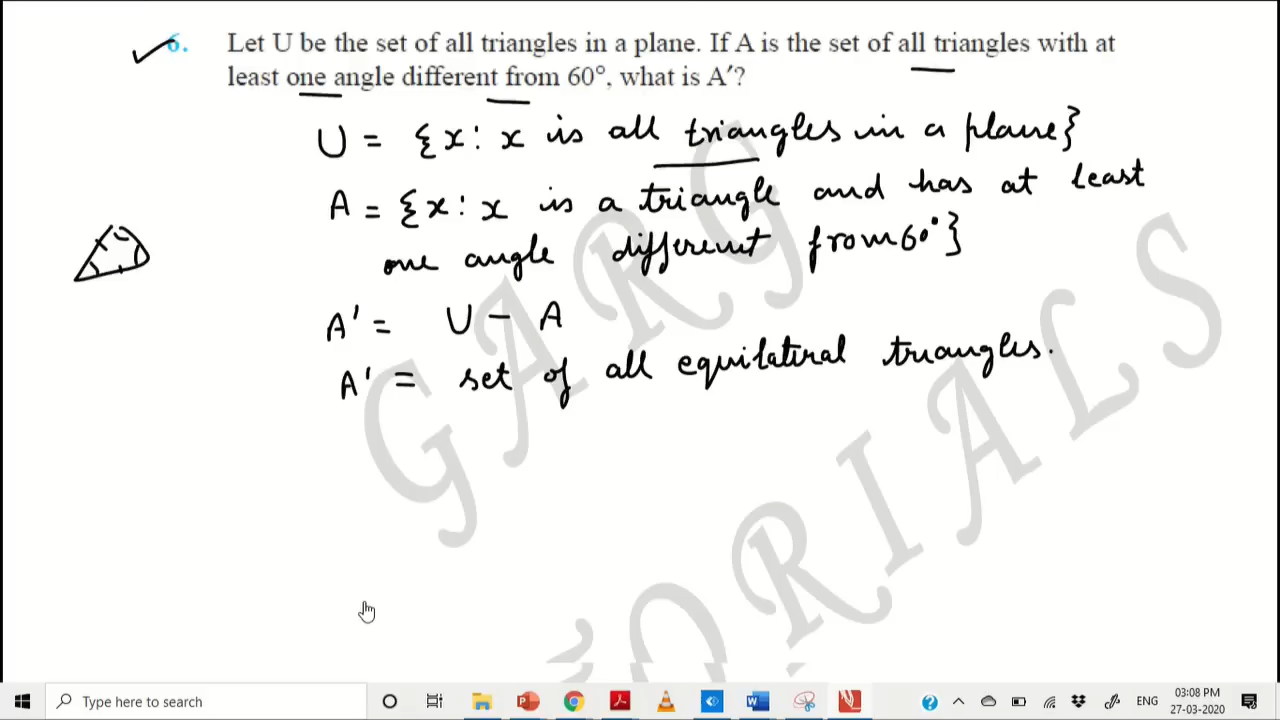 6. Let U be the set of all triangles in a plane. If A is the set of all triangles with at
least one angle different from 60°, what is A′?
U = {x : x is all triangles in a plane}
A = {x : x is a triangle and has at least
one angle different from 60°}
A' = U - A
A' = set of all equilateral triangles.
GARG
TORIALS
Type here to search
ENG
03:08 PM
27-03-2020